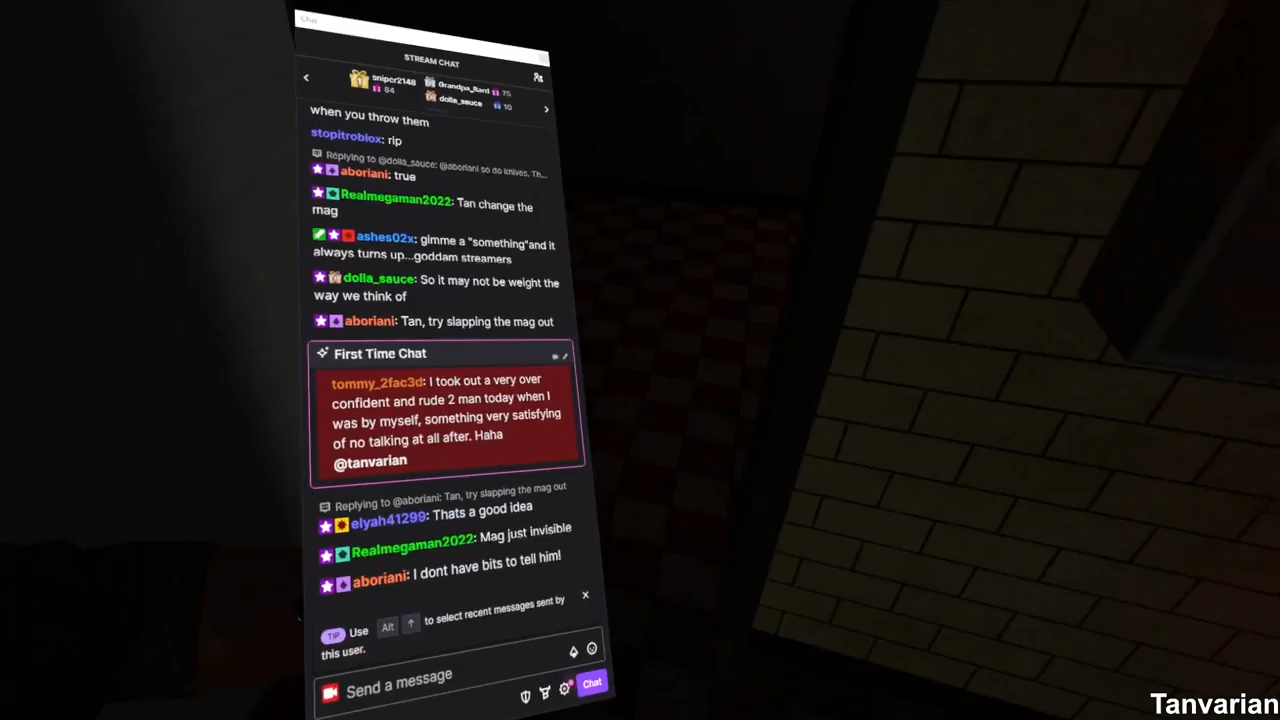 Chat
STREAM CHAT
sniper2148
84
Grandpa_Bard 75
dolla_sauce 10
when you throw them
stopitroblox: rip
Replying to @dolla_sauce: @aboriani so do knives. Th...
aboriani: true
Realmegaman2022: Tan change the
mag
ashes02x: gimme a "something"and it
always turns up...goddam streamers
dolla_sauce: So it may not be weight the
way we think of
aboriani: Tan, try slapping the mag out
First Time Chat
tommy_2fac3d: I took out a very over
confident and rude 2 man today when I
was by myself, something very satisfying
of no talking at all after. Haha
@tanvarian
Replying to @aboriani: Tan, try slapping the mag out
elyah41299: Thats a good idea
Realmegaman2022: Mag just invisible
aboriani: I dont have bits to tell him!
TIP Use Alt ↑ to select recent messages sent by
this user.
Send a message
Chat
Tanvarian